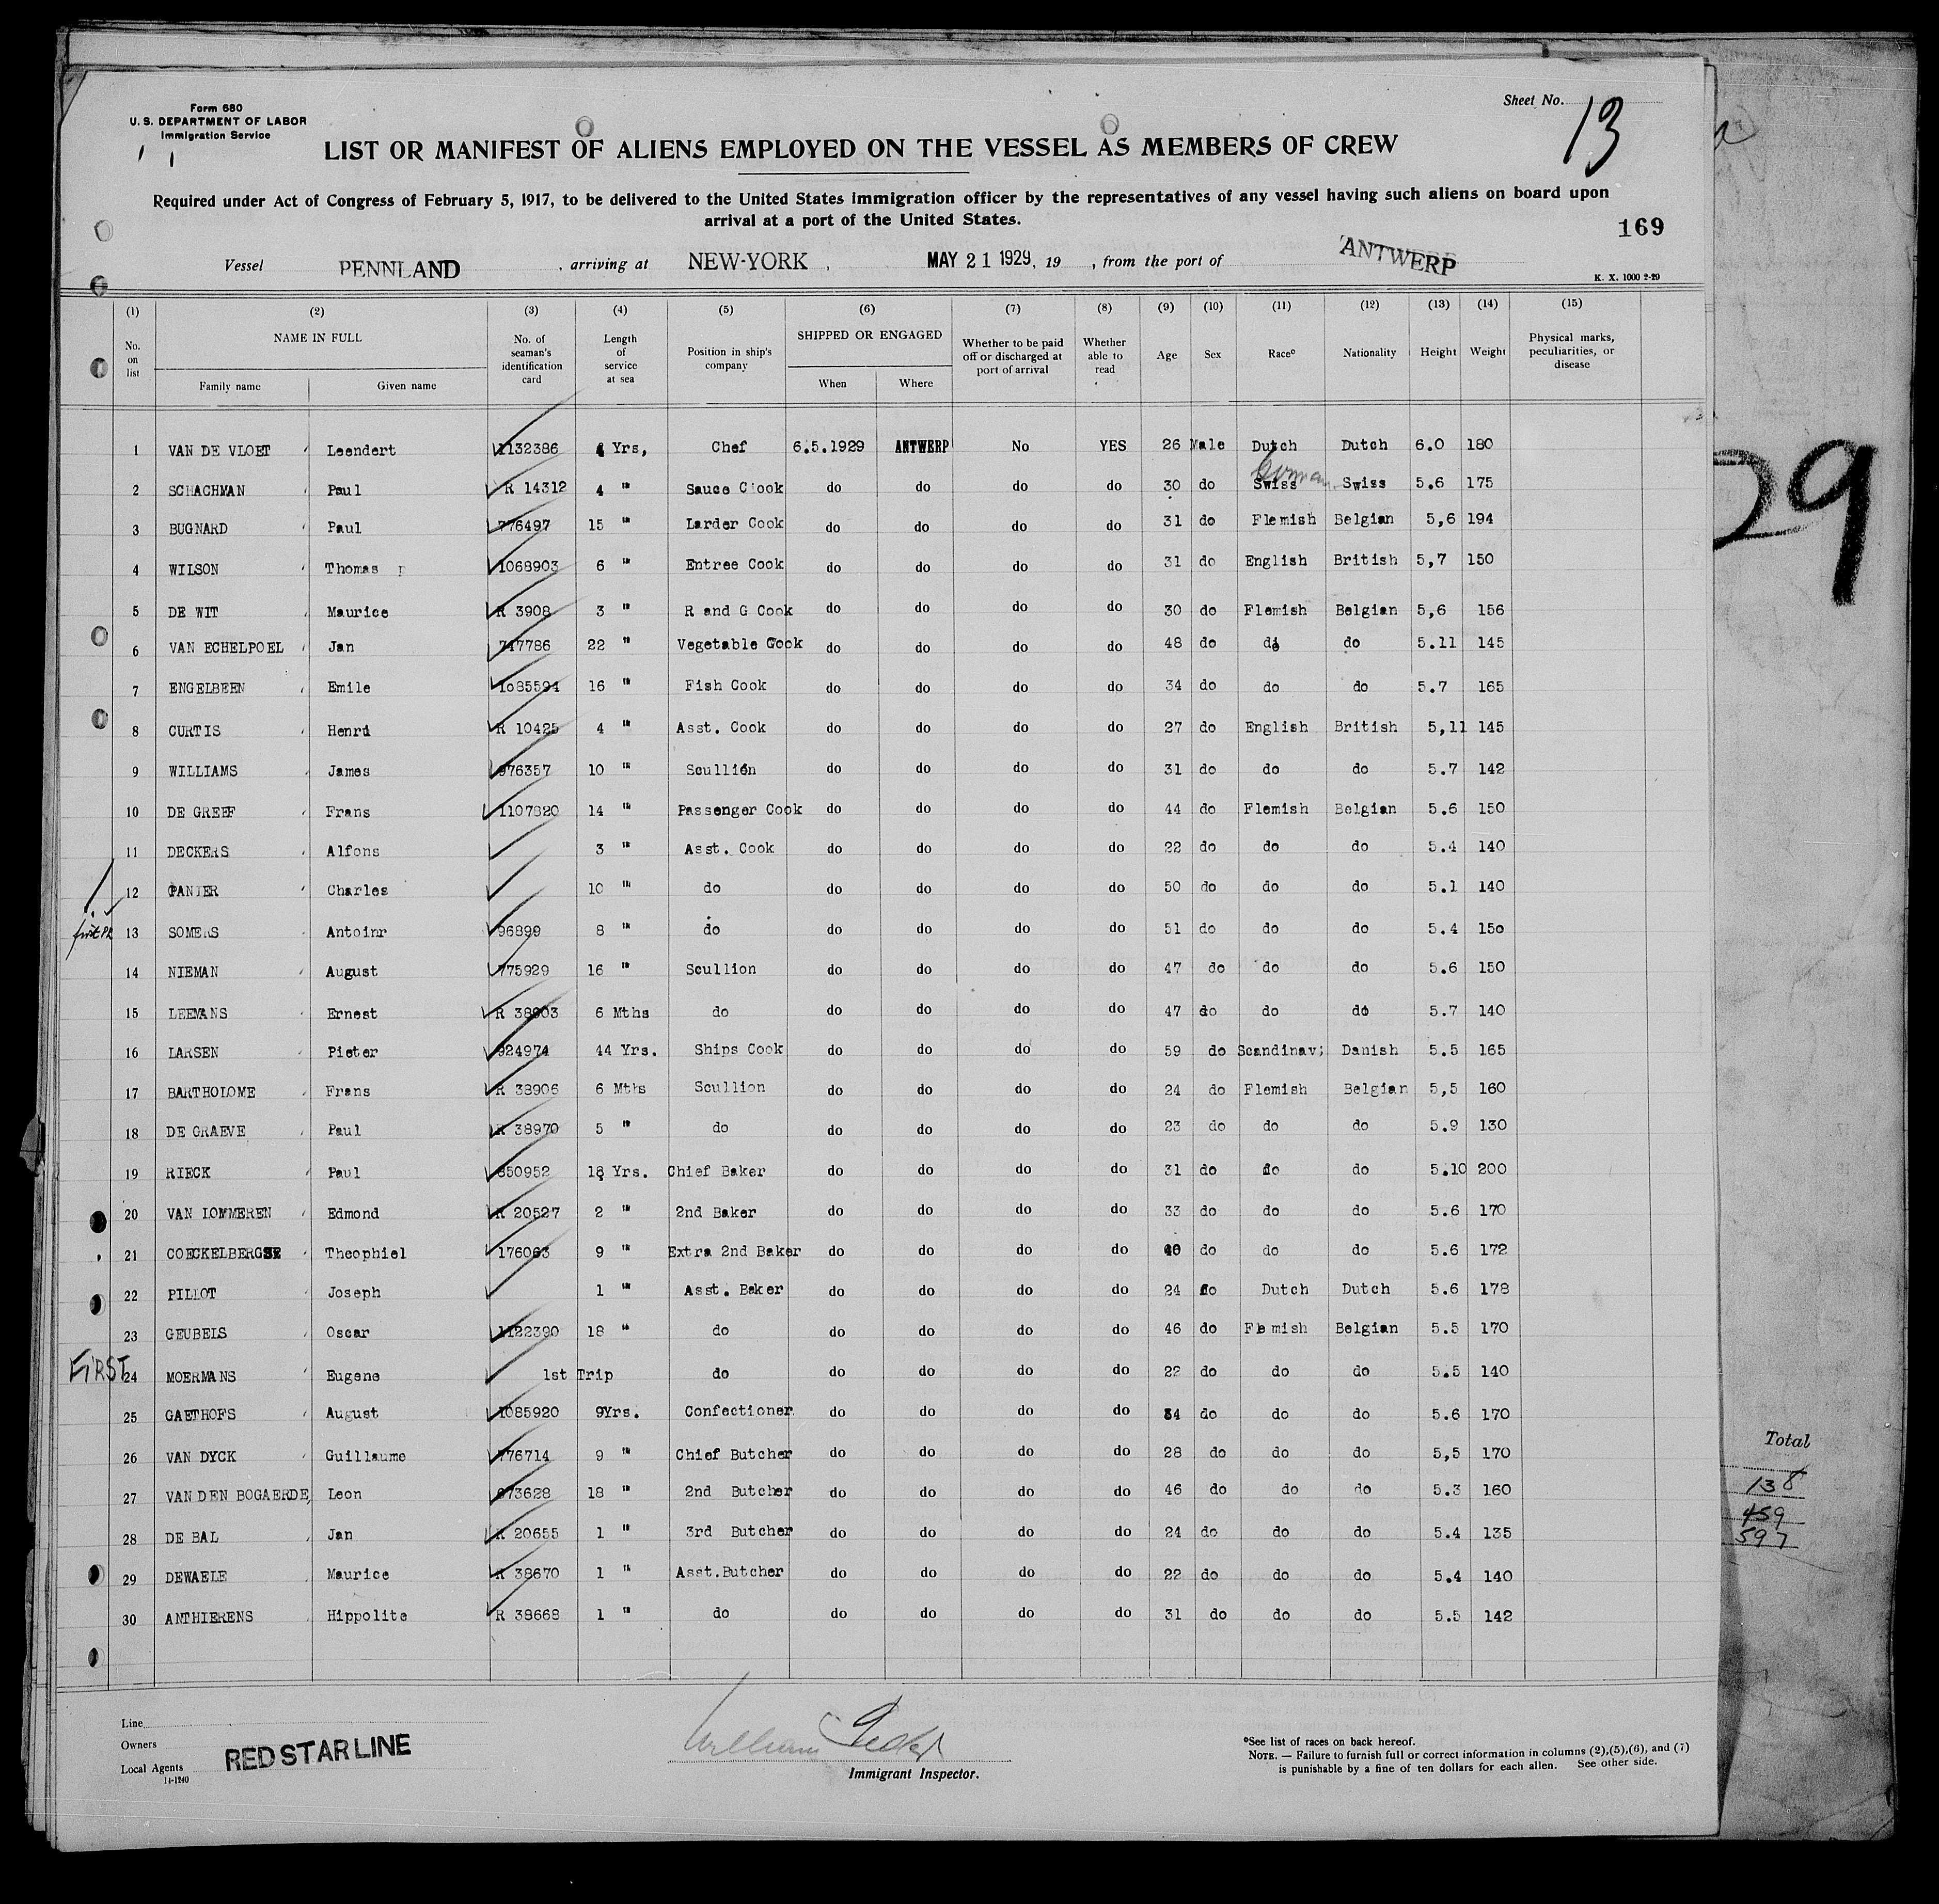 Form 680
U. S. DEPARTMENT OF LABOR
Immigration Service
Sheet No. 13
LIST OR MANIFEST OF ALIENS EMPLOYED ON THE VESSEL AS MEMBERS OF CREW
Required under Act of Congress of February 5, 1917, to be delivered to the United States immigration officer by the representatives of any vessel having such aliens on board upon
arrival at a port of the United States.
169
Vessel PENNLAND , arriving at NEW-YORK , MAY 21 1929, 19 , from the port of ANTWERP
K. X. 1000 2-29
(1) (2) (3) (4) (5) (6) (7) (8) (9) (10) (11) (12) (13) (14) (15)
No. on list NAME IN FULL Family name Given name No. of seaman's identification card Length of service at sea Position in ship's company SHIPPED OR ENGAGED When Where Whether to be paid off or discharged at port of arrival Whether able to read Age Sex Race* Nationality Height Weight Physical marks, peculiarities, or disease
1 VAN DE VLOET Leendert 1132386 4 Yrs, Chef 6.5.1929 ANTWERP No YES 26 Male Dutch Dutch 6.0 180
German
2 SCHACHMAN Paul R 14312 4 " Sauce Cook do do do do 30 do Swiss Swiss 5.6 175
3 BUGNARD Paul 776497 15 " Larder Cook do do do do 31 do Flemish Belgian 5,6 194
4 WILSON Thomas 1068903 6 " Entree Cook do do do do 31 do English British 5,7 150
5 DE WIT Maurice R 3908 3 " R and G Cook do do do do 30 do Flemish Belgian 5,6 156
6 VAN ECHELPOEL Jan 747786 22 " Vegetable Cook do do do do 48 do do do 5.11 145
7 ENGELBEEN Emile 1085594 16 " Fish Cook do do do do 34 do do do 5.7 165
8 CURTIS Henri R 10425 4 " Asst. Cook do do do do 27 do English British 5,11 145
9 WILLIAMS James 976357 10 " Scullion do do do do 31 do do do 5.7 142
10 DE GREEF Frans 1107820 14 " Passenger Cook do do do do 44 do Flemish Belgian 5.6 150
11 DECKERS Alfons 3 " Asst. Cook do do do do 22 do do do 5.4 140
12 PANIER Charles 10 " do do do do do 50 do do do 5.1 140
13 SOMERS Antoinr 96899 8 " do do do do do 51 do do do 5.4 150
14 NIEMAN August 775929 16 " Scullion do do do do 47 do do do 5.6 150
15 LEEMANS Ernest R 38903 6 Mths do do do do do 47 do do do 5.7 140
16 LARSEN Pieter 924974 44 Yrs. Ships Cook do do do do 59 do Scandinav; Danish 5.5 165
17 BARTHOLOME Frans R 38906 6 Mths Scullion do do do do 24 do Flemish Belgian 5,5 160
18 DE GRAEVE Paul R 38970 5 " do do do do do 23 do do do 5.9 130
19 RIECK Paul 850952 18 Yrs. Chief Baker do do do do 31 do do do 5.10 200
20 VAN LOMMEREN Edmond R 20527 2 " 2nd Baker do do do do 33 do do do 5.6 170
21 Theophiel 176063 9 " Extra 2nd Baker do do do do 40 do do do 5.6 172
22 PILLOT Joseph 1 " Asst. Baker do do do do 24 do Dutch Dutch 5.6 178
23 GEUBELS Oscar 1122390 18 " do do do do do 46 do Flemish Belgian 5.5 170
FIRST 24 MOERMANS Eugene 1st Trip do do do do do 22 do do do 5.5 140
25 GAETHOFS August 1085920 9Yrs. Confectioner do do do do 34 do do do 5.6 170
26 VAN DYCK Guillaume 776714 9 " Chief Butcher do do do do 28 do do do 5,5 170
27 VAN DEN BOGAERDE Leon 673628 18 " 2nd Butcher do do do do 46 do do do 5.3 160
28 DE BAL Jan R 20655 1 " 3rd Butcher do do do do 24 do do do 5.4 135
29 DEWAELE Maurice R 38670 1 " Asst.Butcher do do do do 22 do do do 5.4 140
30 ANTHIERENS Hippolite R 38668 1 " do do do do do 31 do do do 5.5 142
Line
Owners
Local Agents RED STAR LINE
14-1240
William
Immigrant Inspector.
*See list of races on back hereof.
NOTE. — Failure to furnish full or correct information in columns (2),(5),(6), and (7)
is punishable by a fine of ten dollars for each alien. See other side.
29
Total
138
459
597